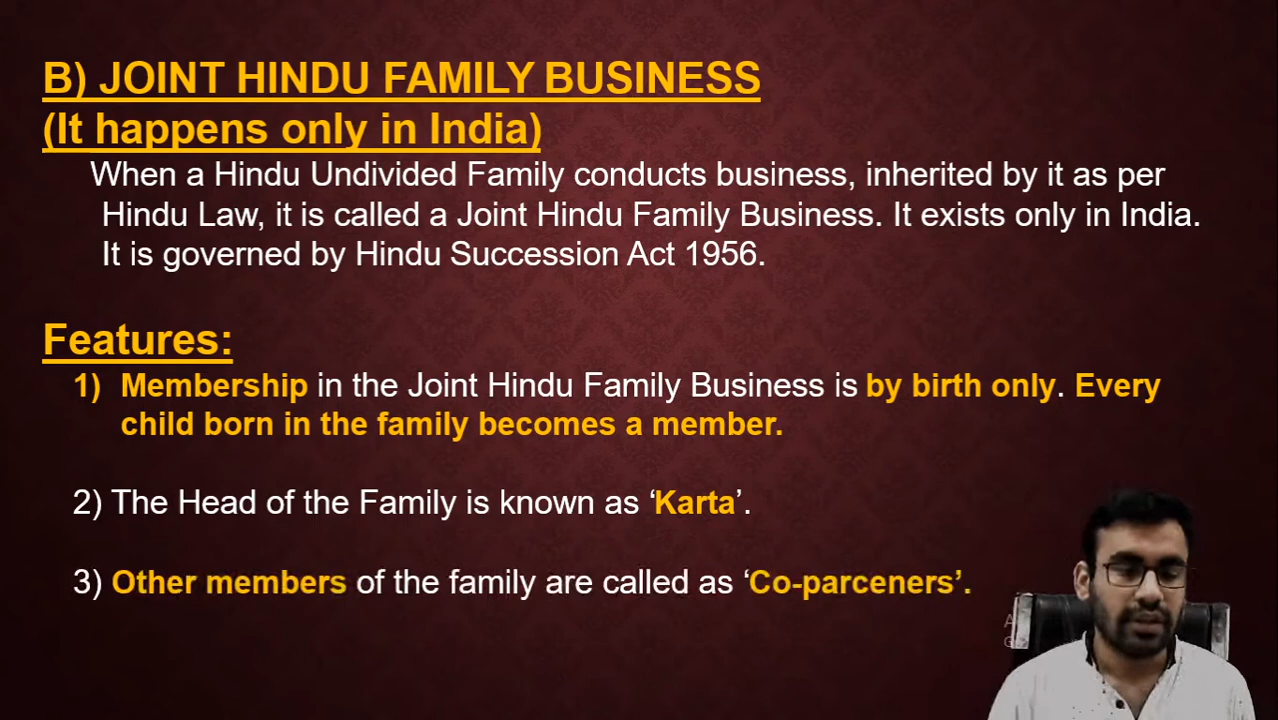 B) JOINT HINDU FAMILY BUSINESS
(It happens only in India)
When a Hindu Undivided Family conducts business, inherited by it as per
Hindu Law, it is called a Joint Hindu Family Business. It exists only in India.
It is governed by Hindu Succession Act 1956.
Features:
1) Membership in the Joint Hindu Family Business is by birth only. Every
child born in the family becomes a member.
2) The Head of the Family is known as ‘Karta’.
3) Other members of the family are called as ‘Co-parceners’.